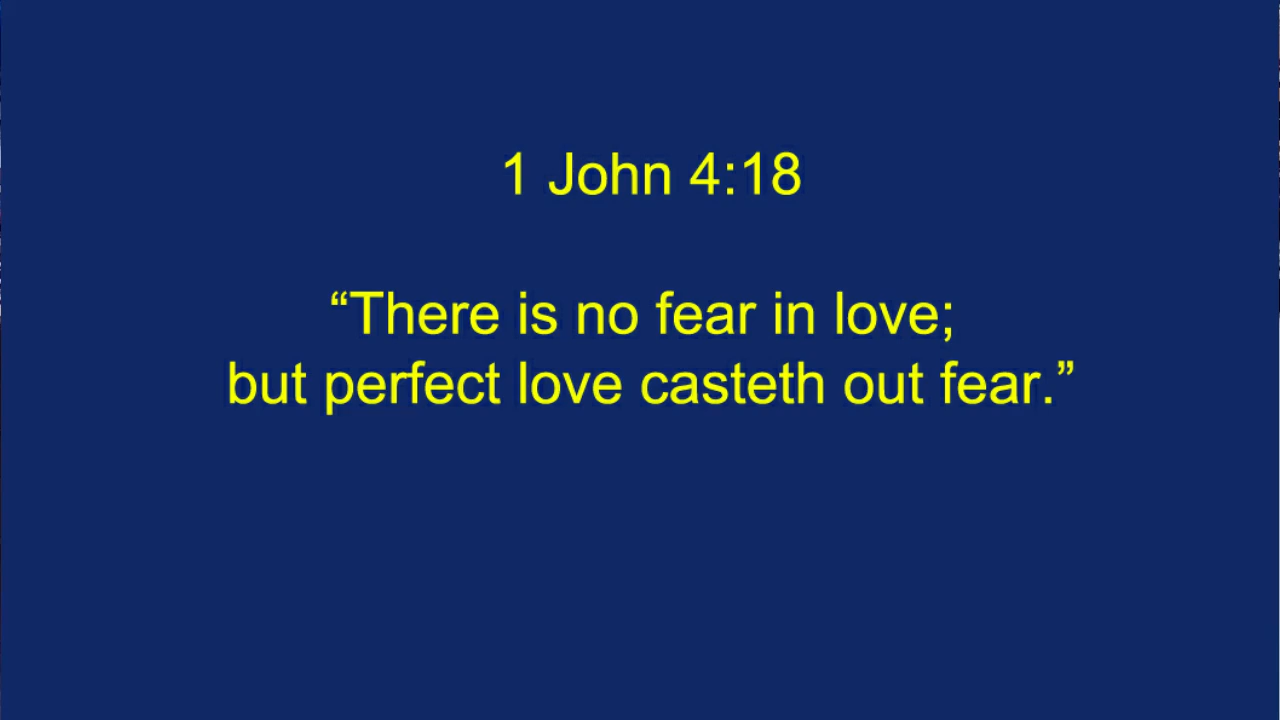 1 John 4:18
“There is no fear in love;
but perfect love casteth out fear.”